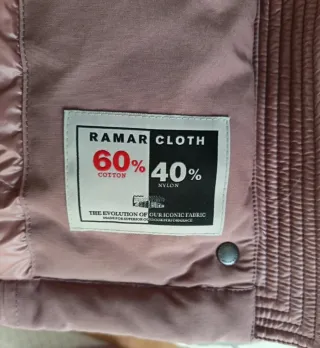 RAMAR CLOTH
60% 40%
COTTON NYLON
THE EVOLUTION OF OUR ICONIC FABRIC